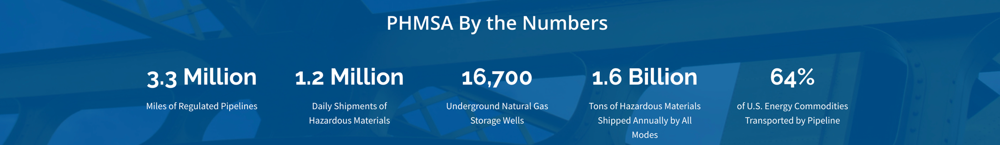 PHMSA By the Numbers
3.3 Million
Miles of Regulated Pipelines
1.2 Million
Daily Shipments of
Hazardous Materials
16,700
Underground Natural Gas
Storage Wells
1.6 Billion
Tons of Hazardous Materials
Shipped Annually by All
Modes
64%
of U.S. Energy Commodities
Transported by Pipeline